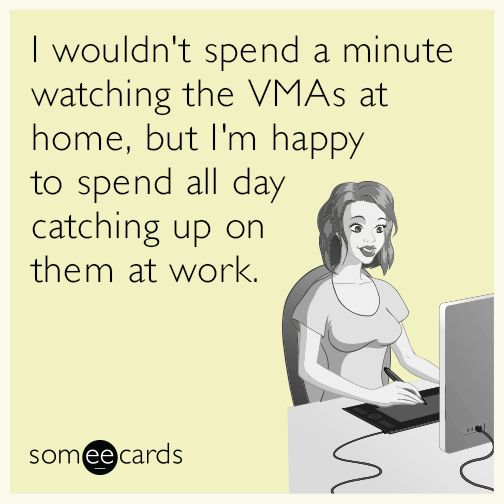 I wouldn't spend a minute
watching the VMAs at
home, but I'm happy
to spend all day
catching up on
them at work.
someecards